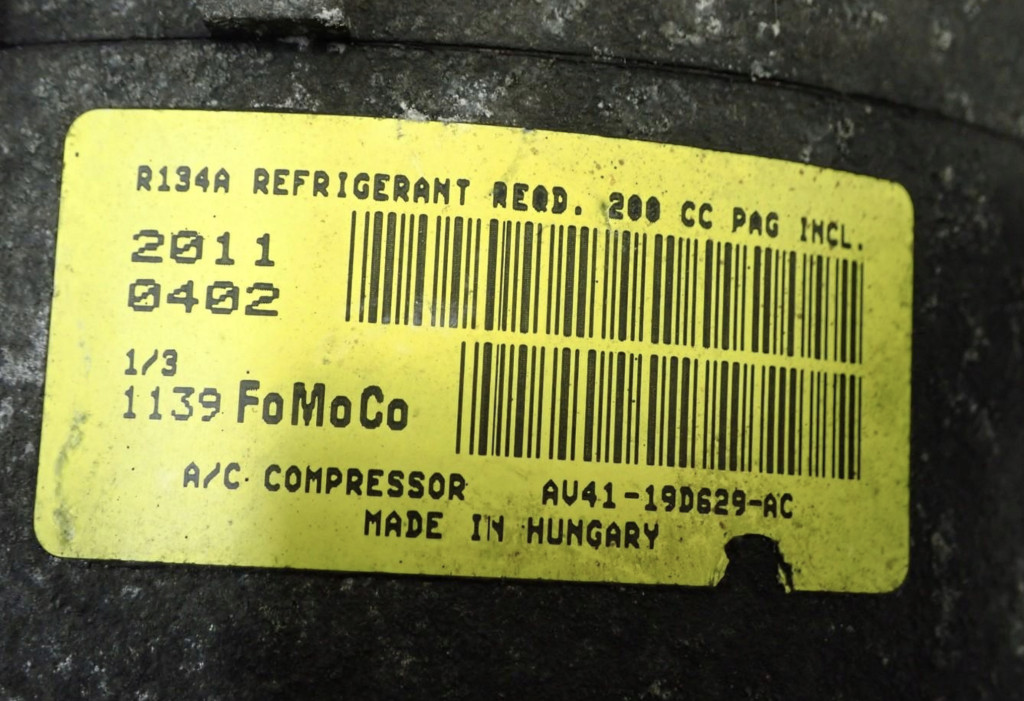 R134A REFRIGERANT REQD. 200 CC PAG INCL.
2011
0402
1/3
1139 FoMoCo
A/C COMPRESSOR AV41-19D629-AC
MADE IN HUNGARY